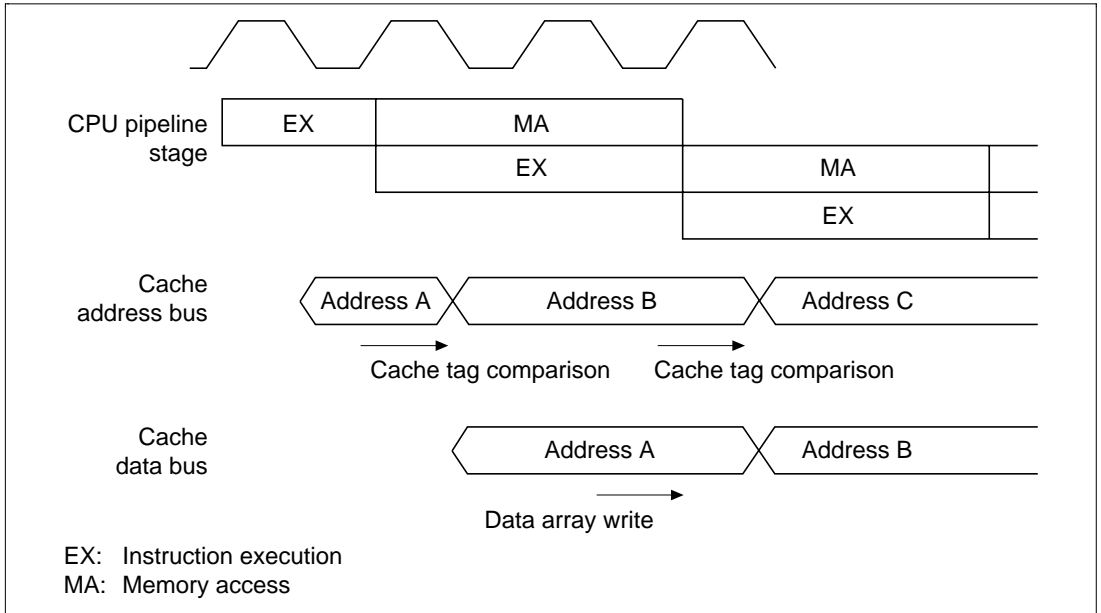 CPU pipeline
stage
EX
MA
EX
MA
EX
Cache
address bus
Address A
Address B
Address C
Cache tag comparison
Cache tag comparison
Cache
data bus
Address A
Address B
Data array write
EX: Instruction execution
MA: Memory access